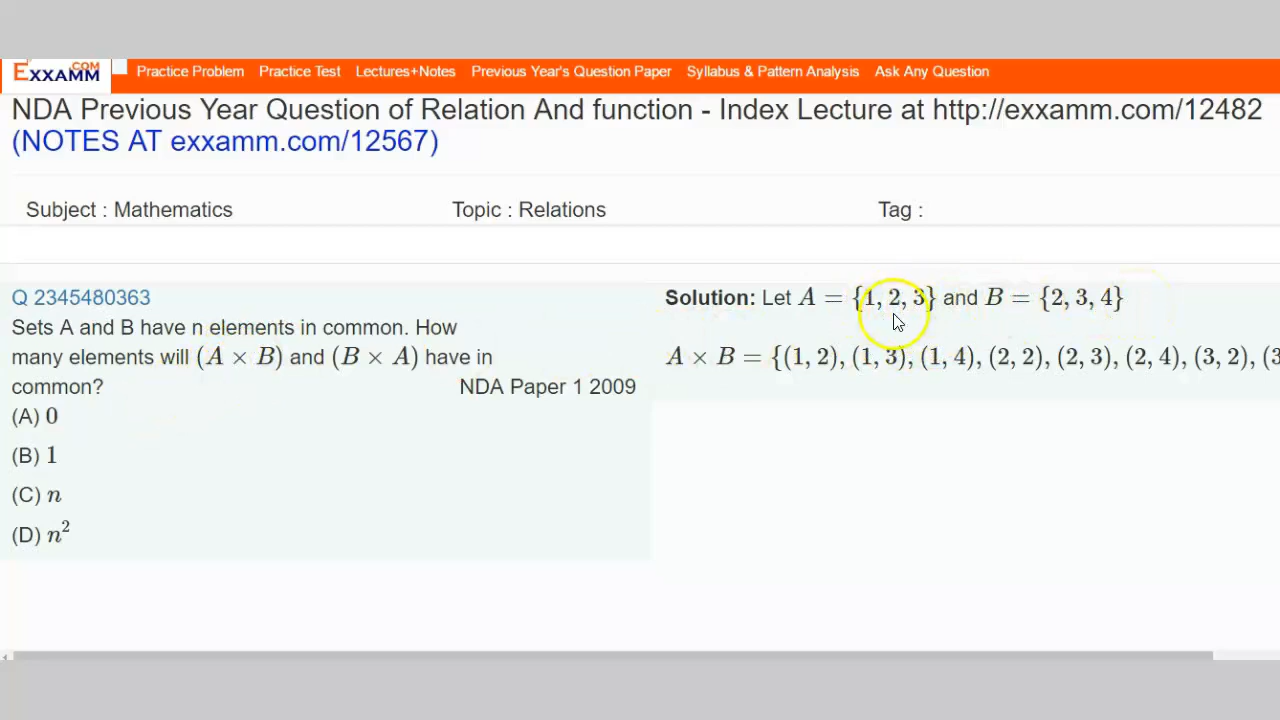 .COM
EXXAMM
Practice Problem Practice Test Lectures+Notes Previous Year's Question Paper Syllabus & Pattern Analysis Ask Any Question
NDA Previous Year Question of Relation And function - Index Lecture at http://exxamm.com/12482
(NOTES AT exxamm.com/12567)
Subject : Mathematics Topic : Relations Tag :
Q 2345480363
Sets A and B have n elements in common. How
many elements will (A × B) and (B × A) have in
common? NDA Paper 1 2009
(A) 0
(B) 1
(C) n
(D) n²
Solution: Let A = {1, 2, 3} and B = {2, 3, 4}
A × B = {(1, 2), (1, 3), (1, 4), (2, 2), (2, 3), (2, 4), (3, 2), (3